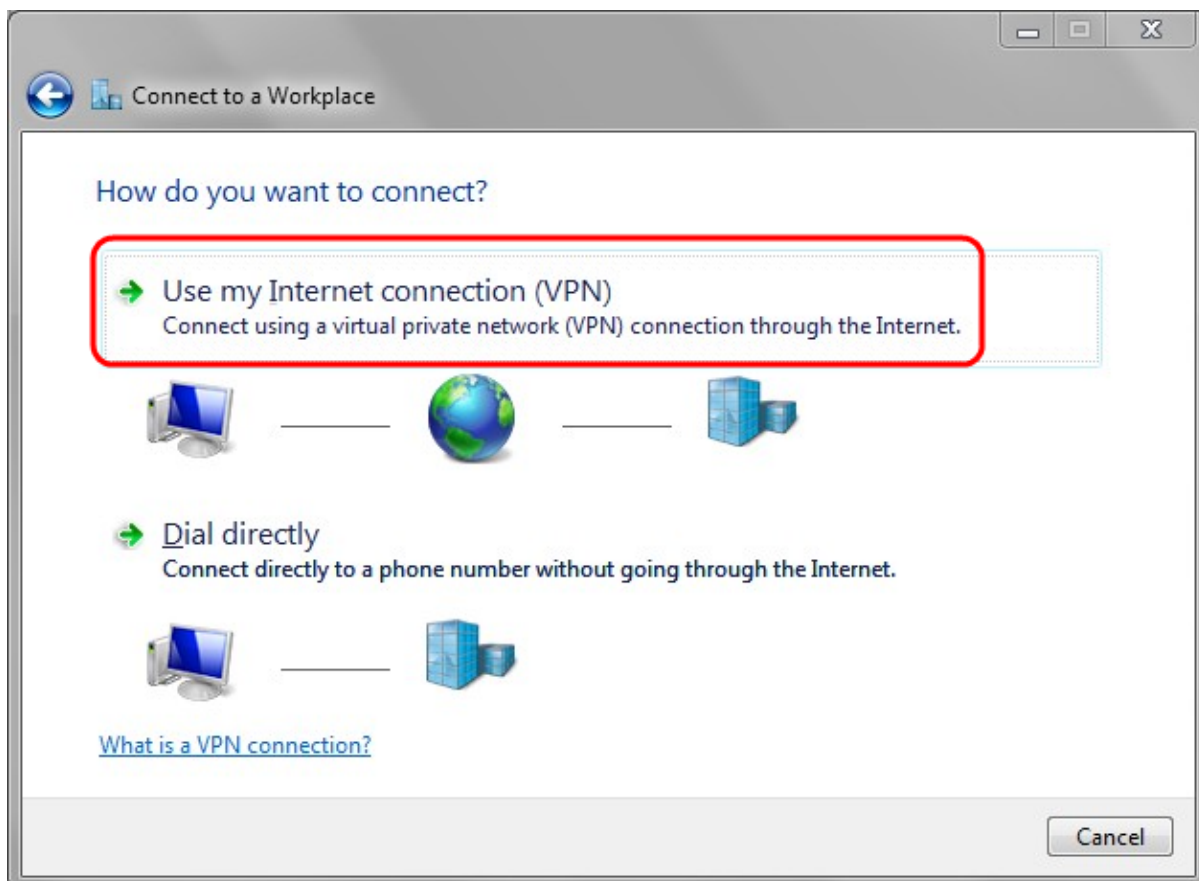 Connect to a Workplace
How do you want to connect?
Use my Internet connection (VPN)
Connect using a virtual private network (VPN) connection through the Internet.
Dial directly
Connect directly to a phone number without going through the Internet.
What is a VPN connection?
Cancel